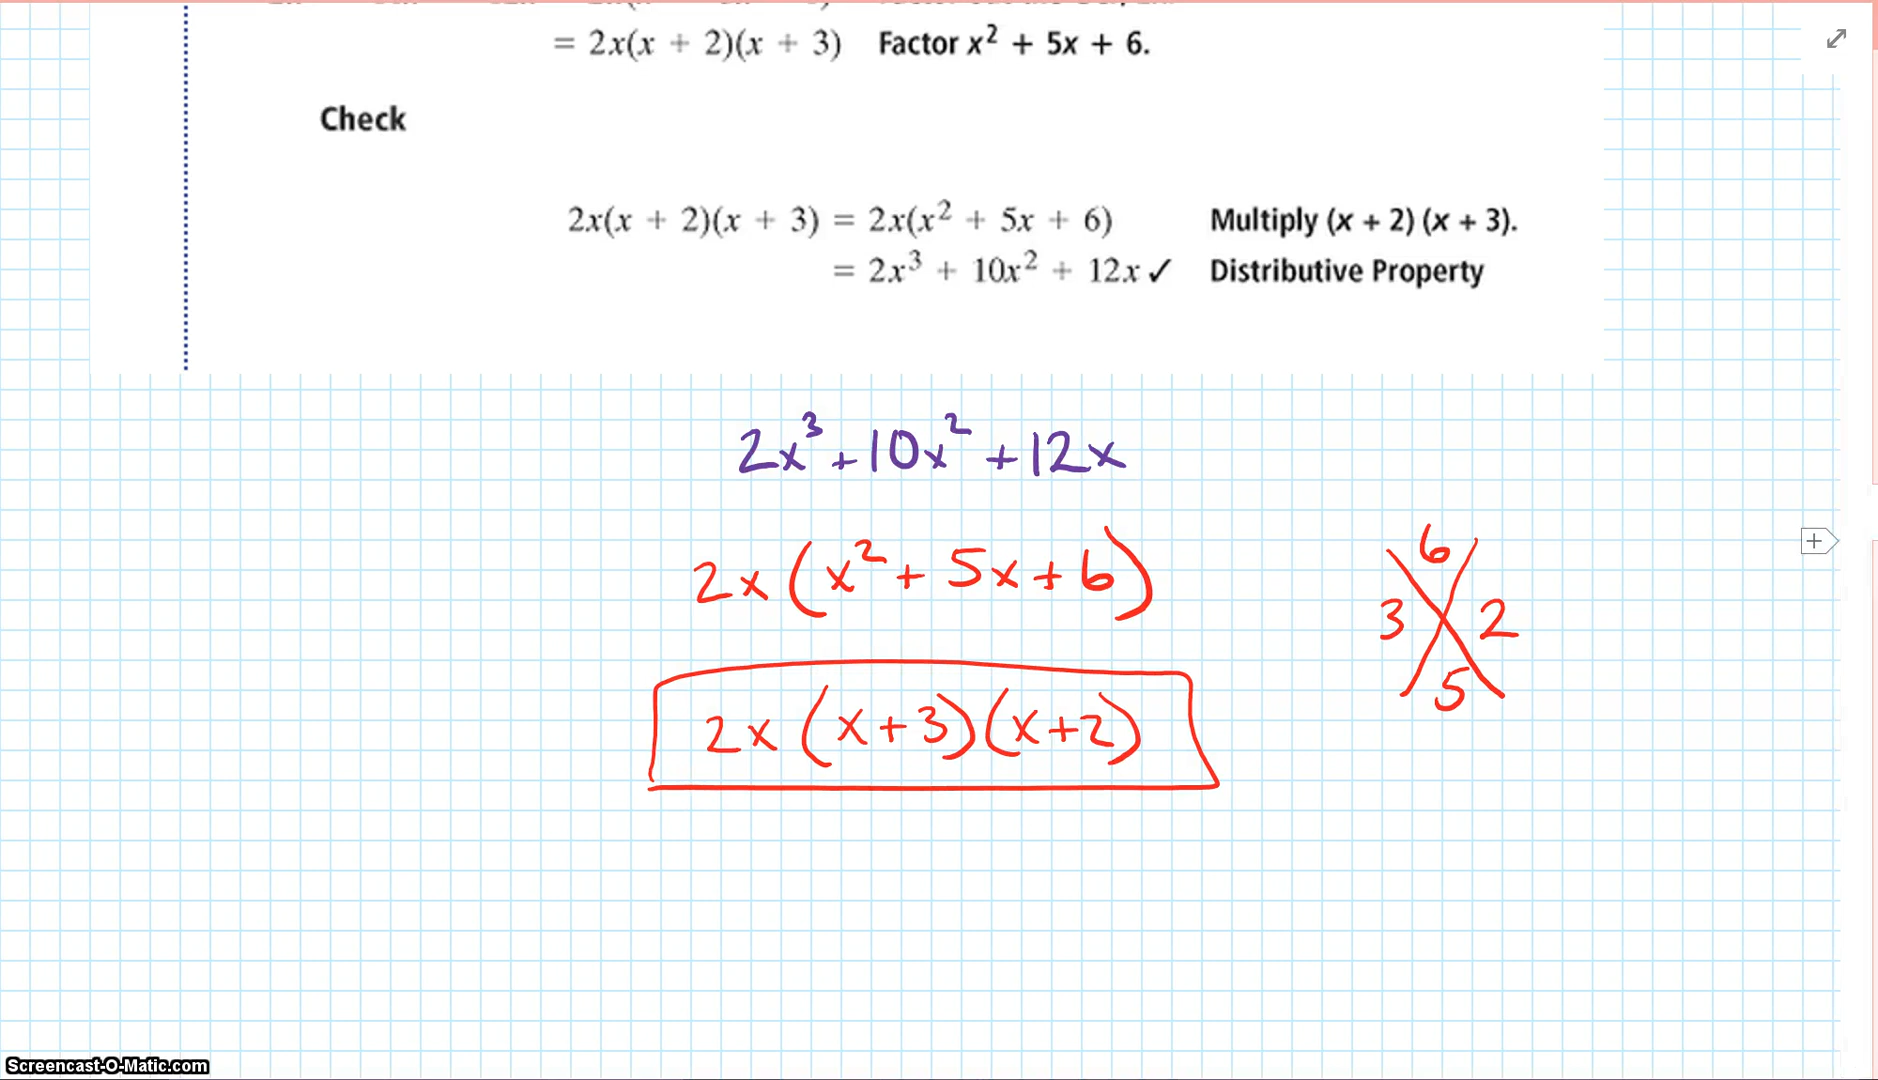 = 2x(x + 2)(x + 3) Factor x² + 5x + 6.
Check
2x(x + 2)(x + 3) = 2x(x² + 5x + 6) Multiply (x + 2) (x + 3).
= 2x³ + 10x² + 12x ✓ Distributive Property
2x³ + 10x² + 12x
2x (x² + 5x + 6)
6
3 2
5
2x (x + 3)(x + 2)
Screencast-O-Matic.com